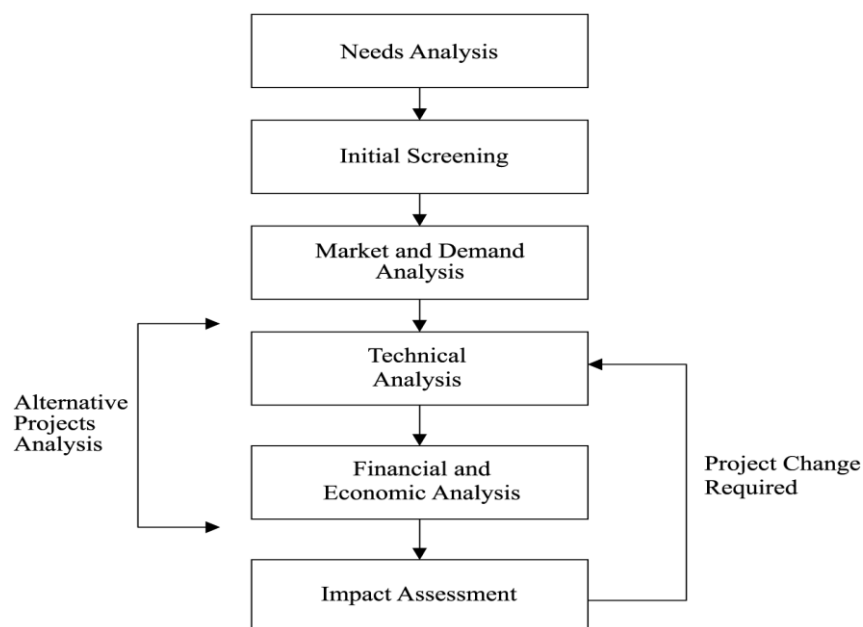 Needs Analysis
Initial Screening
Market and Demand
Analysis
Technical
Analysis
Alternative
Projects
Analysis
Financial and
Economic Analysis
Project Change
Required
Impact Assessment